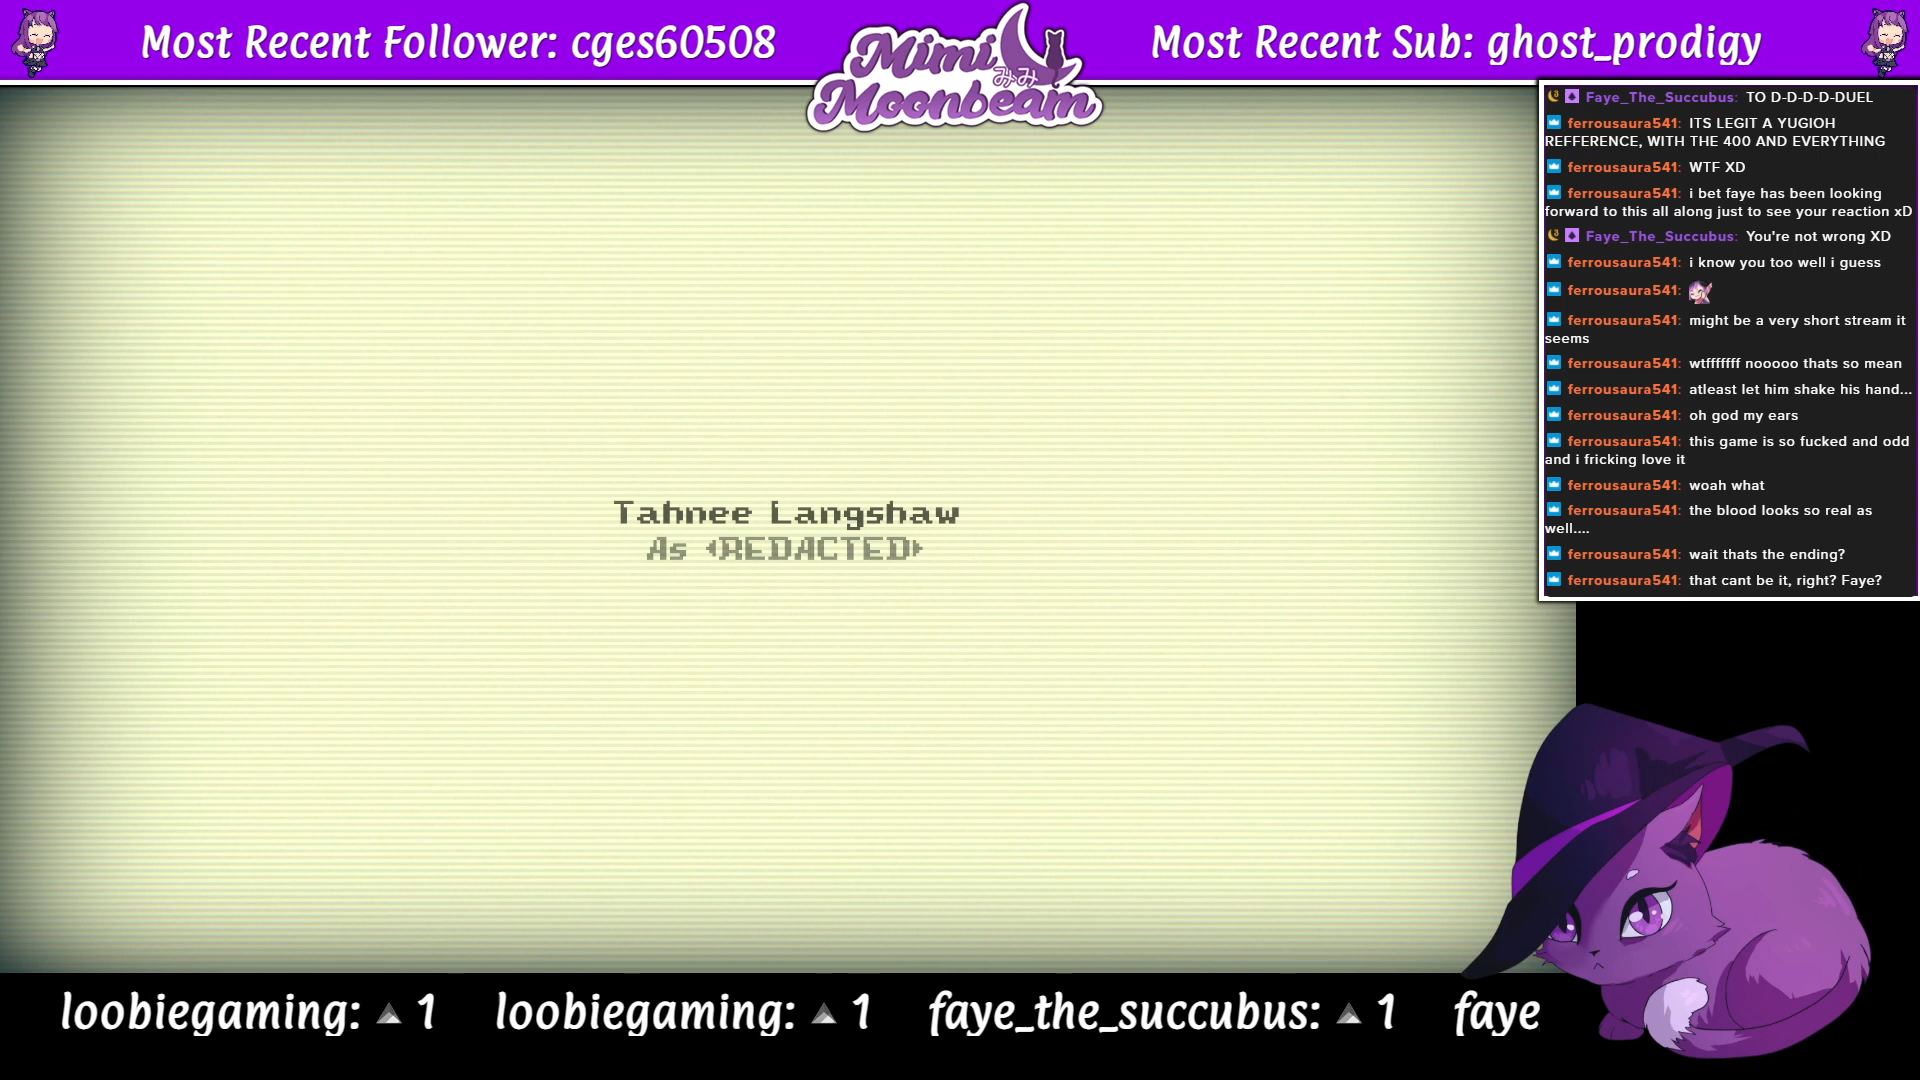 Most Recent Follower: cges60508
Mimi
みみ
Moonbeam
Most Recent Sub: ghost_prodigy
Faye_The_Succubus: TO D-D-D-D-DUEL
ferrousaura541: ITS LEGIT A YUGIOH
REFFERENCE, WITH THE 400 AND EVERYTHING
ferrousaura541: WTF XD
ferrousaura541: i bet faye has been looking
forward to this all along just to see your reaction xD
Faye_The_Succubus: You're not wrong XD
ferrousaura541: i know you too well i guess
ferrousaura541:
ferrousaura541: might be a very short stream it
seems
ferrousaura541: wtfffffff nooooo thats so mean
ferrousaura541: atleast let him shake his hand...
ferrousaura541: oh god my ears
ferrousaura541: this game is so fucked and odd
and i fricking love it
ferrousaura541: woah what
ferrousaura541: the blood looks so real as
well....
ferrousaura541: wait thats the ending?
ferrousaura541: that cant be it, right? Faye?
Tahnee Langshaw
As <REDACTED>
loobiegaming: 1 loobiegaming: 1 faye_the_succubus: 1 faye